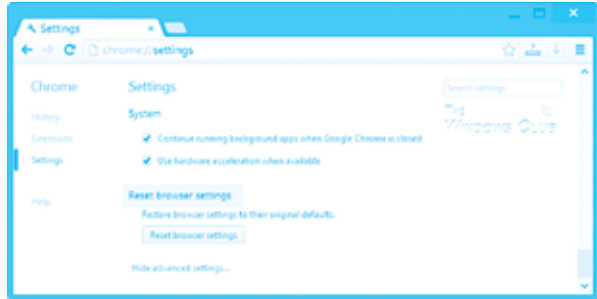 Settings
chrome://settings
Chrome
Settings
Search settings
History
System
THE
WINDOWS CLUB
Extensions
Continue running background apps when Google Chrome is closed
Settings
Use hardware acceleration when available
Help
Reset browser settings
Restore browser settings to their original defaults.
Reset browser settings
Hide advanced settings...